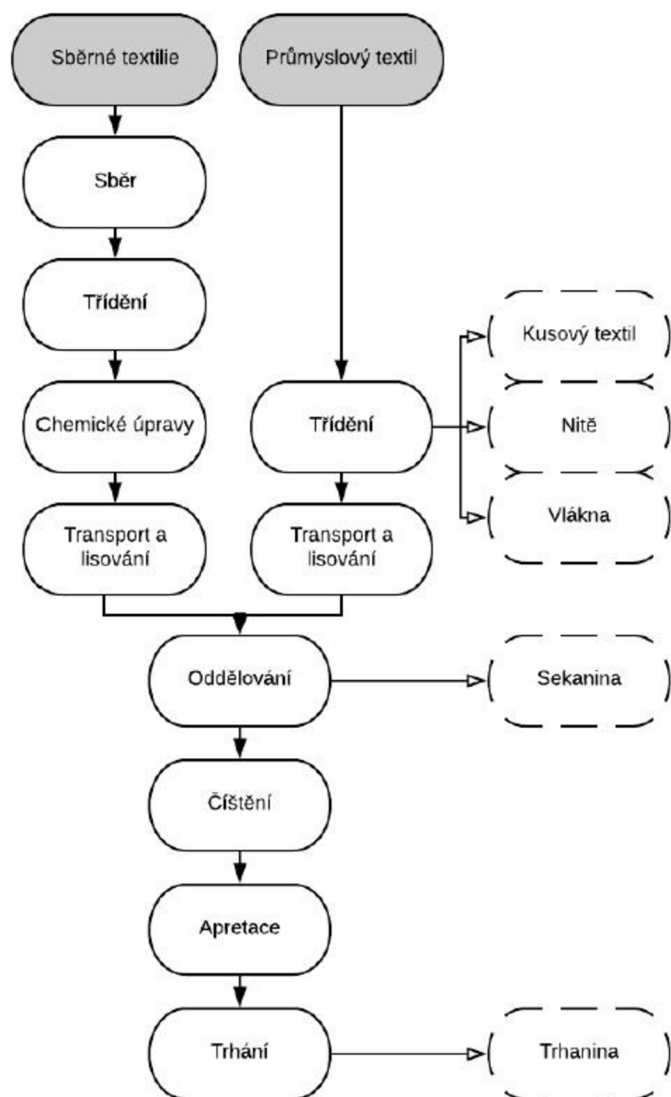 Sběrné textilie
Průmyslový textil
Sběr
Třídění
Kusový textil
Chemické úpravy
Třídění
Nitě
Vlákna
Transport a
lisování
Transport a
lisování
Oddělování
Sekanina
Číštění
Apretace
Trhání
Trhanina